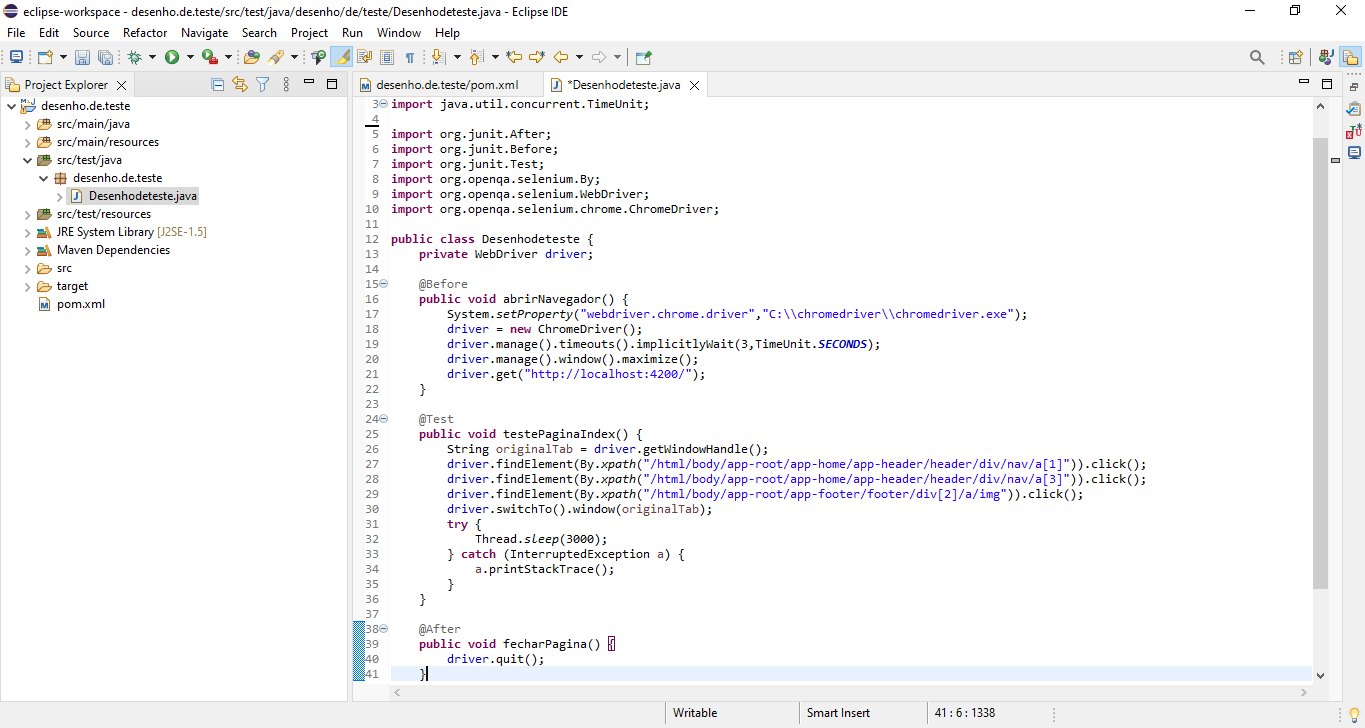 eclipse-workspace - desenho.de.teste/src/test/java/desenho/de/teste/Desenhodeteste.java - Eclipse IDE
File Edit Source Refactor Navigate Search Project Run Window Help
Project Explorer
desenho.de.teste
src/main/java
src/main/resources
src/test/java
desenho.de.teste
Desenhodeteste.java
src/test/resources
JRE System Library [J2SE-1.5]
Maven Dependencies
src
target
pom.xml
desenho.de.teste/pom.xml *Desenhodeteste.java
3 import java.util.concurrent.TimeUnit;
4
5 import org.junit.After;
6 import org.junit.Before;
7 import org.junit.Test;
8 import org.openqa.selenium.By;
9 import org.openqa.selenium.WebDriver;
10 import org.openqa.selenium.chrome.ChromeDriver;
11
12 public class Desenhodeteste {
13 private WebDriver driver;
14
15 @Before
16 public void abrirNavegador() {
17 System.setProperty("webdriver.chrome.driver","C:\\chromedriver\\chromedriver.exe");
18 driver = new ChromeDriver();
19 driver.manage().timeouts().implicitlyWait(3,TimeUnit.SECONDS);
20 driver.manage().window().maximize();
21 driver.get("http://localhost:4200/");
22 }
23
24 @Test
25 public void testePaginaIndex() {
26 String originalTab = driver.getWindowHandle();
27 driver.findElement(By.xpath("/html/body/app-root/app-home/app-header/header/div/nav/a[1]")).click();
28 driver.findElement(By.xpath("/html/body/app-root/app-home/app-header/header/div/nav/a[3]")).click();
29 driver.findElement(By.xpath("/html/body/app-root/app-footer/footer/div[2]/a/img")).click();
30 driver.switchTo().window(originalTab);
31 try {
32 Thread.sleep(3000);
33 } catch (InterruptedException a) {
34 a.printStackTrace();
35 }
36 }
37
38 @After
39 public void fecharPagina() {
40 driver.quit();
41 }
Writable Smart Insert 41 : 6 : 1338